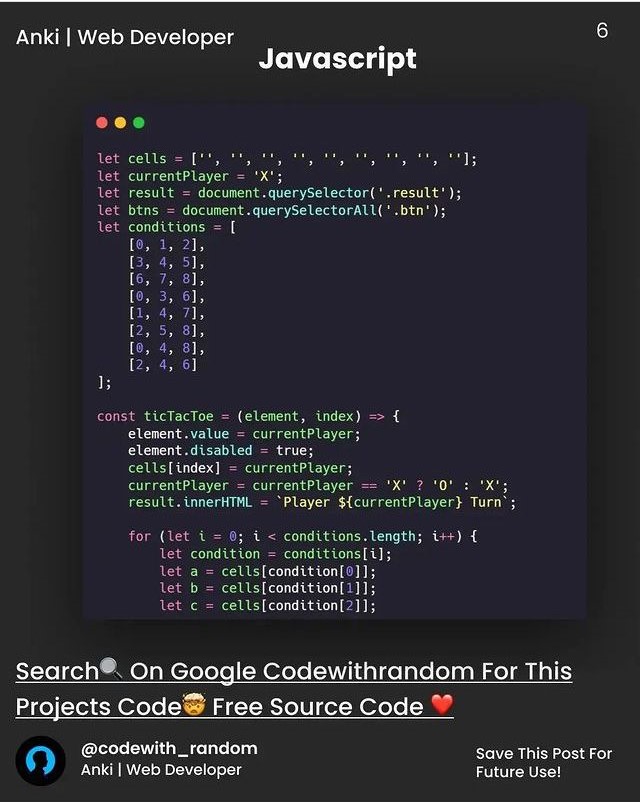 Anki | Web Developer
6
Javascript
let cells = ['', '', '', '', '', '', '', '', ''];
let currentPlayer = 'X';
let result = document.querySelector('.result');
let btns = document.querySelectorAll('.btn');
let conditions = [
    [0, 1, 2],
    [3, 4, 5],
    [6, 7, 8],
    [0, 3, 6],
    [1, 4, 7],
    [2, 5, 8],
    [0, 4, 8],
    [2, 4, 6]
];
const ticTacToe = (element, index) => {
    element.value = currentPlayer;
    element.disabled = true;
    cells[index] = currentPlayer;
    currentPlayer = currentPlayer == 'X' ? 'O' : 'X';
    result.innerHTML = `Player ${currentPlayer} Turn`;
    for (let i = 0; i < conditions.length; i++) {
        let condition = conditions[i];
        let a = cells[condition[0]];
        let b = cells[condition[1]];
        let c = cells[condition[2]];
Search🔍 On Google Codewithrandom For This
Projects Code🤯 Free Source Code ❤️
@codewith_random
Anki | Web Developer
Save This Post For
Future Use!